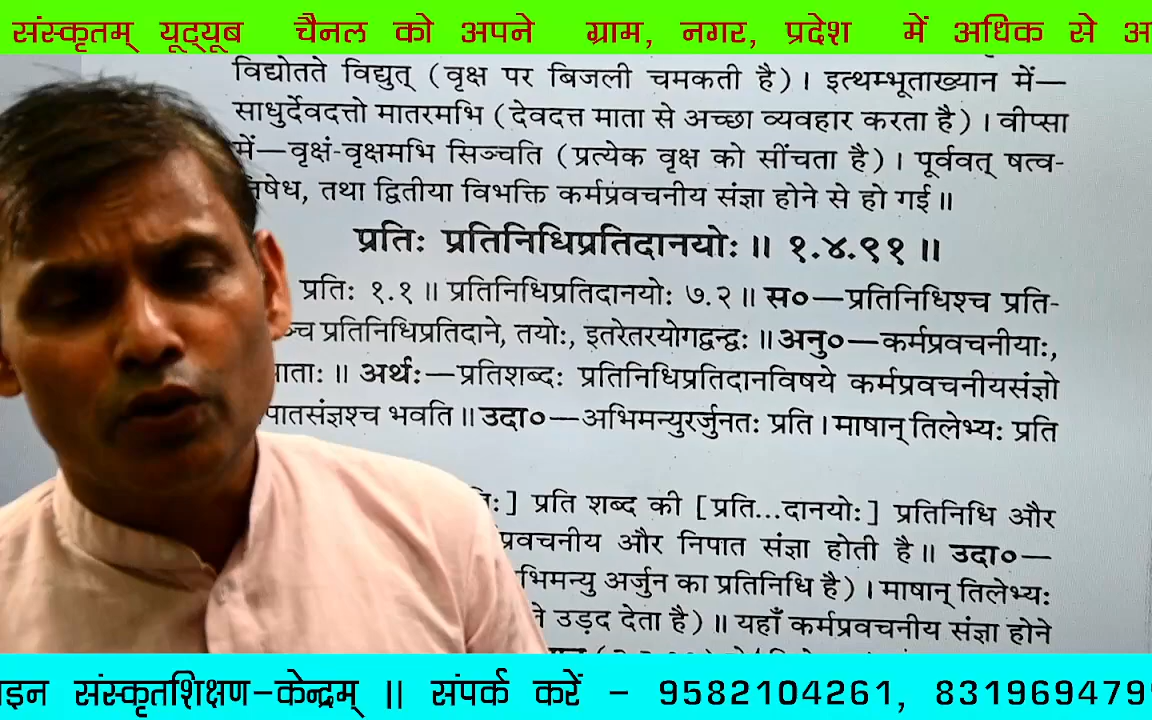 संस्कृतम् यूट्यूब चैनल को अपने ग्राम, नगर, प्रदेश में अधिक से
विद्योतते विद्युत् (वृक्ष पर बिजली चमकती है)। इत्थम्भूताख्यान में—
साधुर्देवदत्तो मातरमभि (देवदत्त माता से अच्छा व्यवहार करता है)। वीप्सा
में—वृक्षं-वृक्षमभि सिञ्चति (प्रत्येक वृक्ष को सींचता है)। पूर्ववत् षत्व-
षेध, तथा द्वितीया विभक्ति कर्मप्रवचनीय संज्ञा होने से हो गई॥
प्रतिः प्रतिनिधिप्रतिदानयोः॥ १.४.९१॥
प्रतिः १.१॥ प्रतिनिधिप्रतिदानयोः ७.२॥ स०—प्रतिनिधिश्च प्रति-
ञ्च प्रतिनिधिप्रतिदाने, तयोः, इतरेतरयोगद्वन्द्वः॥ अनु०—कर्मप्रवचनीयाः,
पाताः॥ अर्थः—प्रतिशब्दः प्रतिनिधिप्रतिदानविषये कर्मप्रवचनीयसंज्ञो
पातसंज्ञश्च भवति॥ उदा०—अभिमन्युरर्जुनतः प्रति। माषान् तिलेभ्यः प्रति
तिः] प्रति शब्द की [प्रति...दानयोः] प्रतिनिधि और
प्रवचनीय और निपात संज्ञा होती है॥ उदा०—
भिमन्यु अर्जुन का प्रतिनिधि है)। माषान् तिलेभ्यः
उड़द देता है)॥ यहाँ कर्मप्रवचनीय संज्ञा होने
इन संस्कृतशिक्षण-केन्द्रम् || संपर्क करें - 9582104261, 831969479